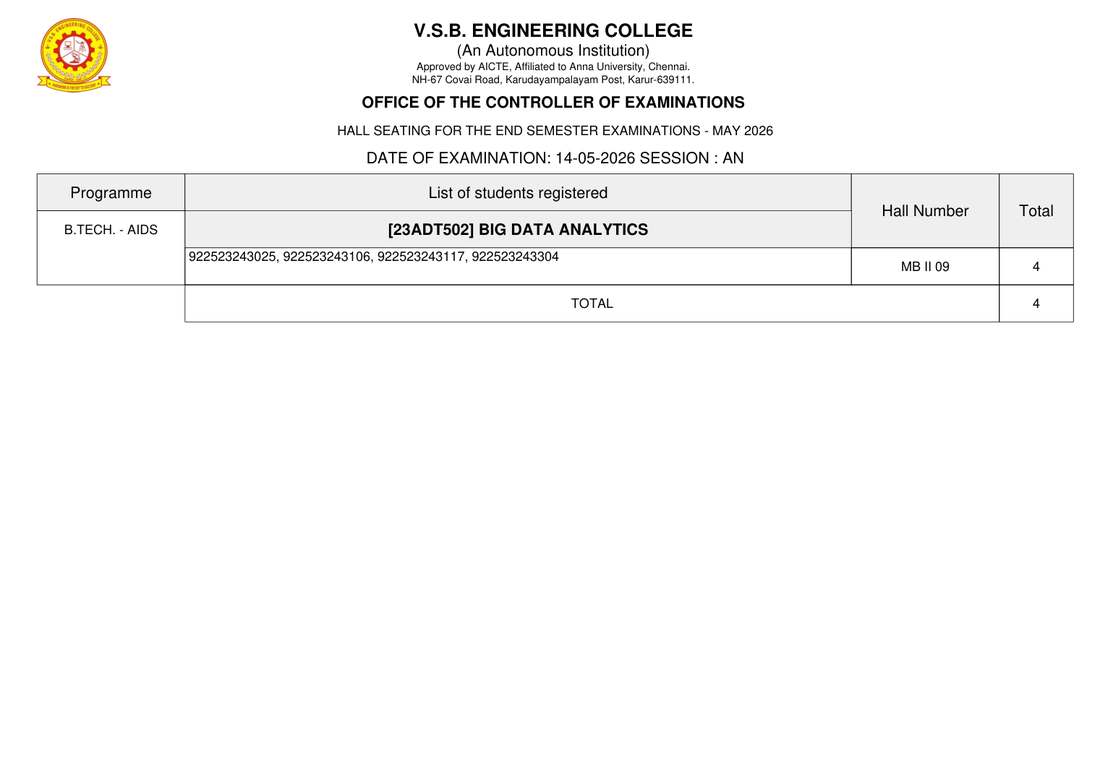 V.S.B. ENGINEERING COLLEGE
(An Autonomous Institution)
Approved by AICTE, Affiliated to Anna University, Chennai.
NH-67 Covai Road, Karudayampalayam Post, Karur-639111.
OFFICE OF THE CONTROLLER OF EXAMINATIONS
HALL SEATING FOR THE END SEMESTER EXAMINATIONS - MAY 2026
DATE OF EXAMINATION: 14-05-2026 SESSION : AN
Programme List of students registered Hall Number Total
B.TECH. - AIDS [23ADT502] BIG DATA ANALYTICS
922523243025, 922523243106, 922523243117, 922523243304 MB II 09 4
TOTAL 4